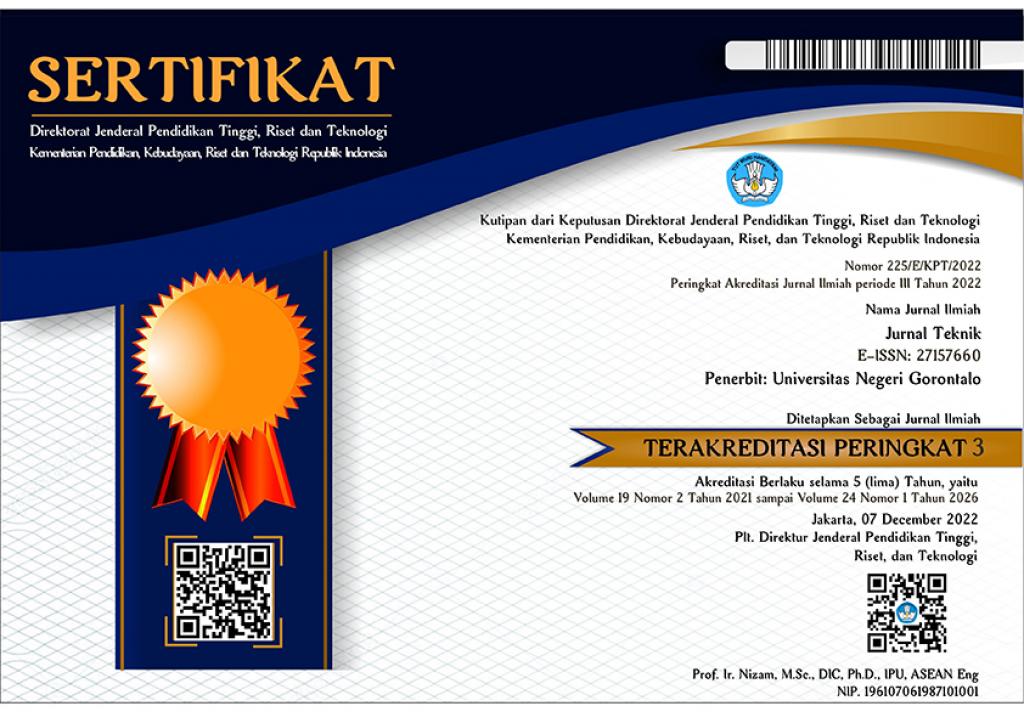 SERTIFIKAT
Direktorat Jenderal Pendidikan Tinggi, Riset dan Teknologi
Kementerian Pendidikan, Kebudayaan, Riset dan Teknologi Republik Indonesia
TUT WURI HANDAYANI
Kutipan dari Keputusan Direktorat Jenderal Pendidikan Tinggi, Riset dan Teknologi
Kementerian Pendidikan, Kebudayaan, Riset, dan Teknologi Republik Indonesia
Nomor 225/E/KPT/2022
Peringkat Akreditasi Jurnal Ilmiah periode III Tahun 2022
Nama Jurnal Ilmiah
Jurnal Teknik
E-ISSN: 27157660
Penerbit: Universitas Negeri Gorontalo
Ditetapkan Sebagai Jurnal Ilmiah
TERAKREDITASI PERINGKAT 3
Akreditasi Berlaku selama 5 (lima) Tahun, yaitu
Volume 19 Nomor 2 Tahun 2021 sampai Volume 24 Nomor 1 Tahun 2026
Jakarta, 07 December 2022
Plt. Direktur Jenderal Pendidikan Tinggi,
Riset, dan Teknologi
Prof. Ir. Nizam, M.Sc., DIC, Ph.D., IPU, ASEAN Eng
NIP. 196107061987101001